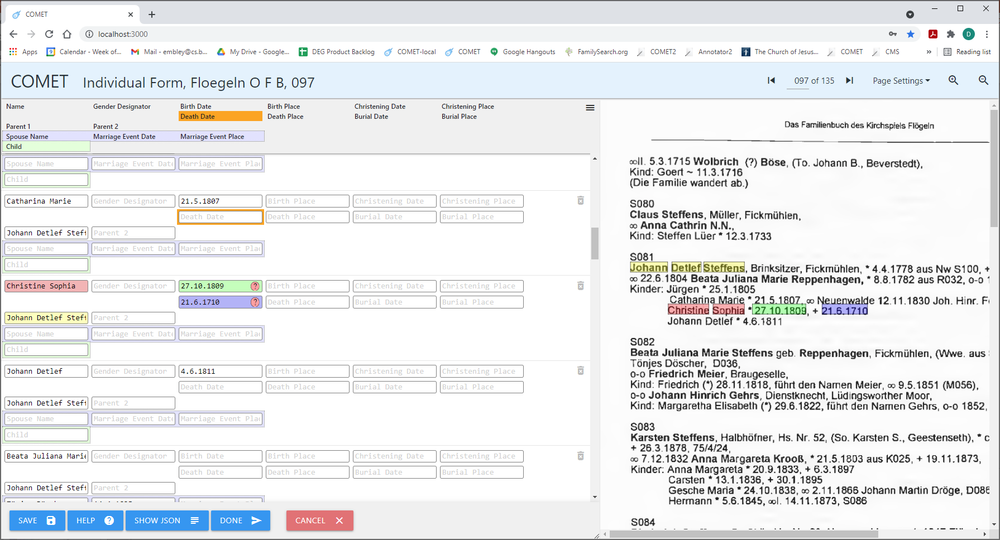 COMET
localhost:3000
D
Apps Calendar - Week of... Mail - embley@cs.b... My Drive - Google... DEG Product Backlog COMET-local COMET Google Hangouts FamilySearch.org COMET2 Annotator2 The Church of Jesus... COMET CMS » Reading list
COMET Individual Form, Floegeln O F B, 097
097 of 135 Page Settings
Name Gender Designator Birth Date Birth Place Christening Date Christening Place
Death Date Death Place Burial Date Burial Place
Parent 1 Parent 2
Spouse Name Marriage Event Date Marriage Event Place
Child
Spouse Name Marriage Event Date Marriage Event Plac
Child
Catharina Marie Gender Designator 21.5.1807 Birth Place Christening Date Christening Place
Death Date Death Place Burial Date Burial Place
Johann Detlef Steff Parent 2
Spouse Name Marriage Event Date Marriage Event Plac
Child
Christine Sophia Gender Designator 27.10.1809 ? Birth Place Christening Date Christening Place
21.6.1710 ? Death Place Burial Date Burial Place
Johann Detlef Steff Parent 2
Spouse Name Marriage Event Date Marriage Event Plac
Child
Johann Detlef Gender Designator 4.6.1811 Birth Place Christening Date Christening Place
Death Date Death Place Burial Date Burial Place
Johann Detlef Steff Parent 2
Spouse Name Marriage Event Date Marriage Event Plac
Child
Beata Juliana Marie Gender Designator Birth Date Birth Place Christening Date Christening Place
Death Date Death Place Burial Date Burial Place
Johann Detlef Steff Parent 2
SAVE HELP ? SHOW JSON DONE CANCEL
Das Familienbuch des Kirchspiels Flögeln
∞II. 5.3.1715 Wolbrich (?) Böse, (To. Johann B., Beverstedt),
Kind: Goert ~ 11.3.1716
(Die Familie wandert ab.)
S080
Claus Steffens, Müller, Fickmühlen,
∞ Anna Cathrin N.N.,
Kind: Steffen Lüer * 12.3.1733
S081
Johann Detlef Steffens, Brinksitzer, Fickmühlen, * 4.4.1778 aus Nw S100, +
∞ 22.6.1804 Beata Juliana Marie Reppenhagen, * 8.8.1782 aus R032, o-o
Kinder: Jürgen * 25.1.1805
Catharina Marie * 21.5.1807, ∞ Neuenwalde 12.11.1830 Joh. Hinr.
Christine Sophia * 27.10.1809, + 21.6.1710
Johann Detlef * 4.6.1811
S082
Beata Juliana Marie Steffens geb. Reppenhagen, Fickmühlen, (Wwe. aus
Tönjes Döscher, D036,
o-o Friedrich Meier, Braugeselle,
Kind: Friedrich (*) 28.11.1818, führt den Namen Meier, ∞ 9.5.1851 (M056),
o-o Johann Hinrich Gehrs, Dienstknecht, Lüdingsworther Moor,
Kind: Margaretha Elisabeth (*) 29.6.1822, führt den Namen Gehrs, o-o 1852,
S083
Karsten Steffens, Halbhöfner, Hs. Nr. 52, (So. Karsten S., Geestenseth), *
+ 26.3.1878, 75/4/24,
∞ 7.12.1832 Anna Margareta Krooß, * 21.5.1803 aus K025, + 19.11.1873,
Kinder: Anna Margareta * 20.9.1833, + 6.3.1897
Carsten * 13.1.1836, + 30.1.1895
Gesche Maria * 24.10.1838, ∞ 2.11.1866 Johann Martin Dröge, D086
Hermann * 5.6.1845, ∞I. 14.11.1873, S086
S084